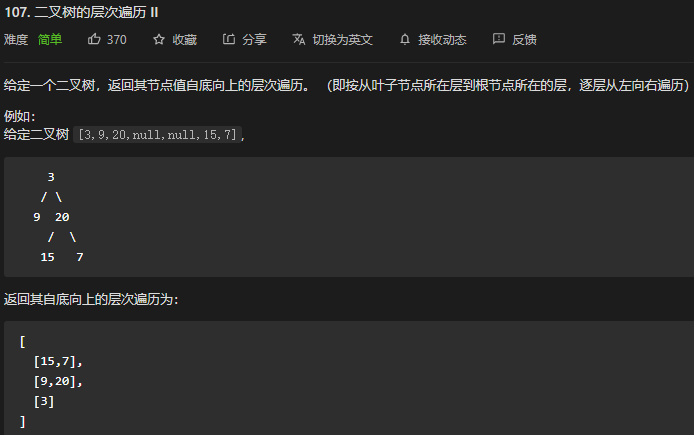 107. 二叉树的层次遍历 II
难度 简单 370 收藏 分享 切换为英文 接收动态 反馈
给定一个二叉树，返回其节点值自底向上的层次遍历。 （即按从叶子节点所在层到根节点所在的层，逐层从左向右遍历）
例如：
给定二叉树 [3,9,20,null,null,15,7],
3
/ \
9 20
/ \
15 7
返回其自底向上的层次遍历为：
[
[15,7],
[9,20],
[3]
]